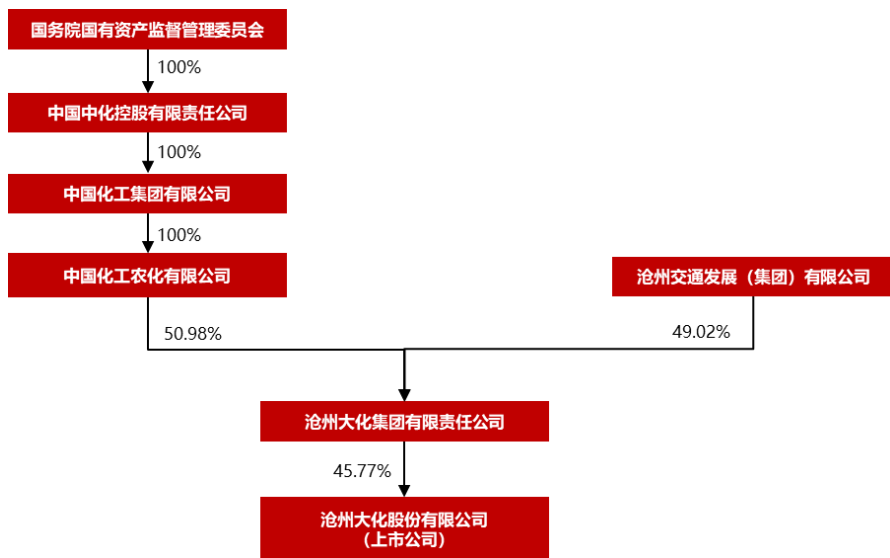 国务院国有资产监督管理委员会
100%
中国中化控股有限责任公司
100%
中国化工集团有限公司
100%
中国化工农化有限公司
沧州交通发展（集团）有限公司
50.98%
49.02%
沧州大化集团有限责任公司
45.77%
沧州大化股份有限公司
（上市公司）